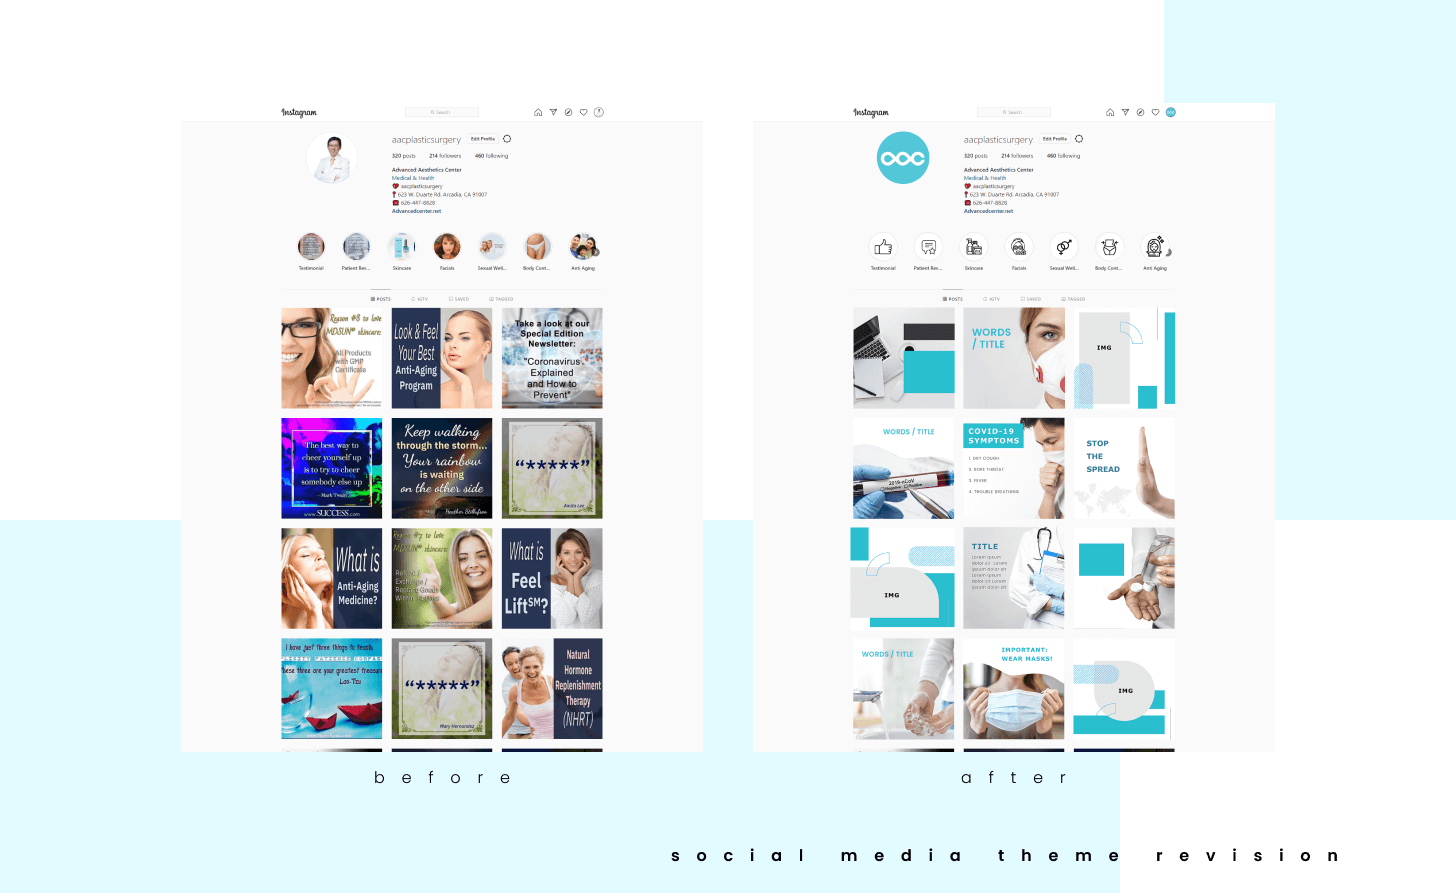 Instagram
Search
aacplasticsurgery Edit Profile
320 posts 214 followers 460 following
Advanced Aesthetics Center
Medical & Health
aacplasticsurgery
623 W. Duarte Rd. Arcadia, CA 91007
626-447-8828
Advancedcenter.net
Testimonial Patient Rev... Skincare Facials Sexual Well... Body Cont... Anti Aging
POSTS IGTV SAVED TAGGED
Reason #8 to love
MDSUN® skincare:
All Products
with GMP
Certificate
Look & Feel
Your Best
Anti-Aging
Program
Take a look at our
Special Edition
Newsletter:
"Coronavirus
Explained
and How to
Prevent"
The best way to
cheer yourself up
is to try to cheer
somebody else up
- Mark Twain
www.SUCCESS.com
Keep walking
through the storm...
Your rainbow
is waiting
on the other side
Heather Stillufsen
“*****”
Anita Lee
What is
Anti-Aging
Medicine?
Reason #7 to love
MDSUN® skincare:
Refund /
Exchange /
Replace Goods
What is
Feel
Lift℠?
I have just three things to teach:
These three are your greatest treasure
Lao-Tzu
“*****”
Mary Hernandez
Natural
Hormone
Replenishment
Therapy
(NHRT)
before
Instagram
Search
aacplasticsurgery Edit Profile
320 posts 214 followers 460 following
Advanced Aesthetics Center
Medical & Health
aacplasticsurgery
623 W. Duarte Rd. Arcadia, CA 91007
626-447-8828
Advancedcenter.net
Testimonial Patient Rev... Skincare Facials Sexual Well... Body Cont... Anti Aging
POSTS IGTV SAVED TAGGED
WORDS
/ TITLE
IMG
WORDS / TITLE
2019-nCoV
COVID-19
SYMPTOMS
1. DRY COUGH
2. SORE THROAT
3. FEVER
4. TROUBLE BREATHING
STOP
THE
SPREAD
IMG
TITLE
Lorem ipsum
dolor sit Lorem
ipsum dolor sit
Lorem ipsum
dolor sit Lorem
ipsum dolor sit
WORDS / TITLE
IMPORTANT:
WEAR MASKS!
IMG
after
social media theme revision